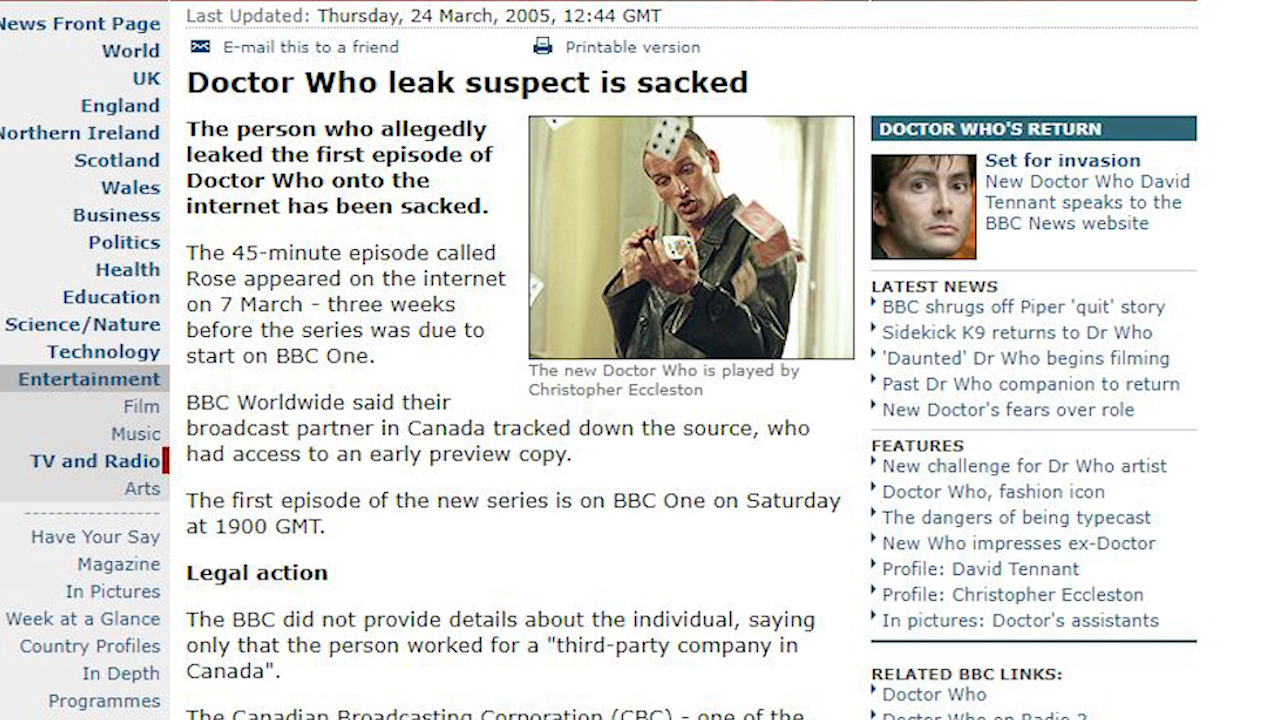 News Front Page
World
UK
England
Northern Ireland
Scotland
Wales
Business
Politics
Health
Education
Science/Nature
Technology
Entertainment
Film
Music
TV and Radio
Arts
-----------------
Have Your Say
Magazine
In Pictures
Week at a Glance
Country Profiles
In Depth
Programmes
Last Updated: Thursday, 24 March, 2005, 12:44 GMT
E-mail this to a friend
Printable version
Doctor Who leak suspect is sacked
The person who allegedly
leaked the first episode of
Doctor Who onto the
internet has been sacked.
The 45-minute episode called
Rose appeared on the internet
on 7 March - three weeks
before the series was due to
start on BBC One.
The new Doctor Who is played by
Christopher Eccleston
BBC Worldwide said their
broadcast partner in Canada tracked down the source, who
had access to an early preview copy.
The first episode of the new series is on BBC One on Saturday
at 1900 GMT.
Legal action
The BBC did not provide details about the individual, saying
only that the person worked for a "third-party company in
Canada".
The Canadian Broadcasting Corporation (CBC) - one of the
DOCTOR WHO'S RETURN
Set for invasion
New Doctor Who David
Tennant speaks to the
BBC News website
LATEST NEWS
BBC shrugs off Piper 'quit' story
Sidekick K9 returns to Dr Who
'Daunted' Dr Who begins filming
Past Dr Who companion to return
New Doctor's fears over role
FEATURES
New challenge for Dr Who artist
Doctor Who, fashion icon
The dangers of being typecast
New Who impresses ex-Doctor
Profile: David Tennant
Profile: Christopher Eccleston
In pictures: Doctor's assistants
RELATED BBC LINKS:
Doctor Who
Doctor Who on Radio 2